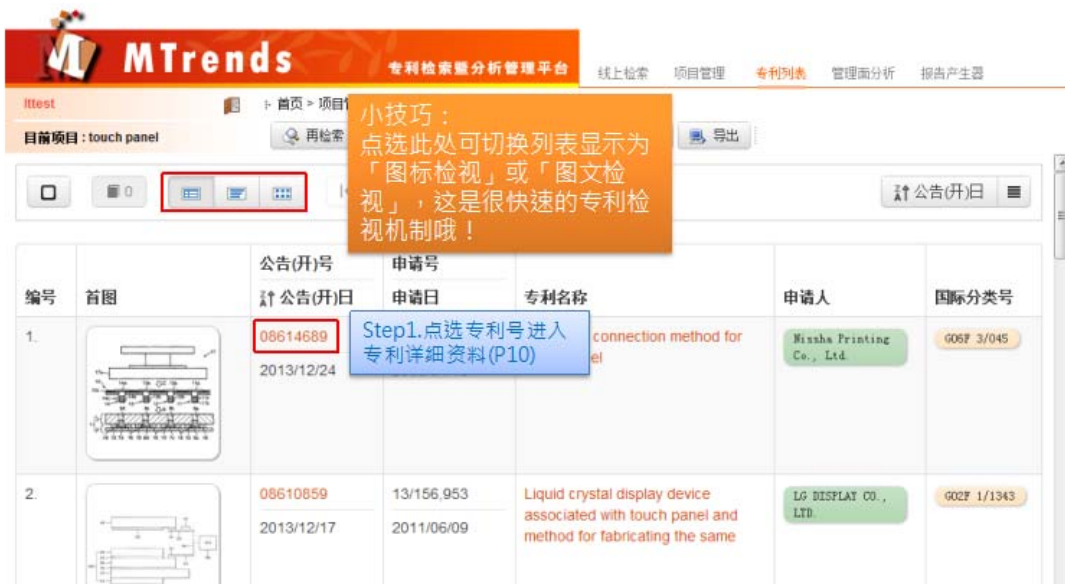 MTrends
专利检索暨分析管理平台
线上检索 项目管理 专利列表 管理面分析 报告产生器
lttest
首页 > 项目
目前项目 : touch panel
再检索
导出
小技巧：
点选此处可切换列表显示为
「图标检视」或「图文检
视」，这是很快速的专利检
视机制哦！
0
公告(开)日
编号 首图 公告(开)号 申请号 专利名称 申请人 国际分类号
公告(开)日 申请日
1. 08614689 connection method for Nissha Printing Co., Ltd. G06F 3/045
2013/12/24
Step1.点选专利号进入
专利详细资料(P10)
2. 08610859 13/156,953 Liquid crystal display device LG DISPLAY CO., LTD. G02F 1/1343
2013/12/17 2011/06/09 associated with touch panel and
method for fabricating the same